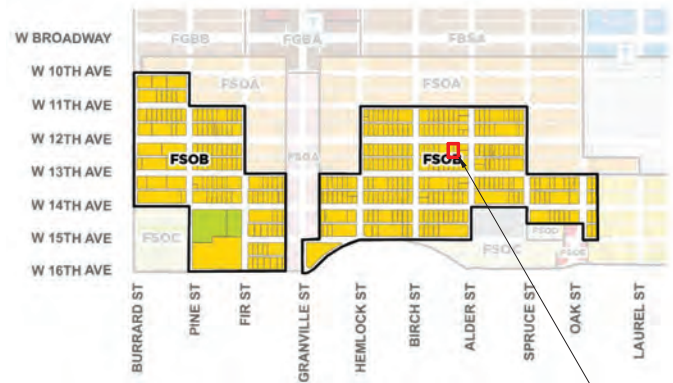 W BROADWAY
FGBB
FGBA
FBSA
W 10TH AVE
FSOA
FSOA
W 11TH AVE
W 12TH AVE
FSOB
FSOA
FSOB
W 13TH AVE
W 14TH AVE
W 15TH AVE
FSOC
FSOC
FSOD
FSOE
W 16TH AVE
BURRARD ST
PINE ST
FIR ST
GRANVILLE ST
HEMLOCK ST
BIRCH ST
ALDER ST
SPRUCE ST
OAK ST
LAUREL ST